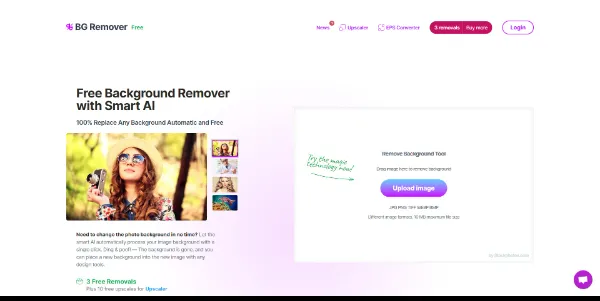 BG Remover Free
News
Upscaler
EPS Converter
3 removals Buy more
Login
Free Background Remover
with Smart AI
100% Replace Any Background Automatic and Free
Try the image
technology now!
Remove Background Tool
Drag image here to remove background
Upload image
Different image formats. 10 MB maximum file size.
Need to change the photo background in no time? Let the
smart AI automatically process your image background with a
single click. Drag & poof! — The background is gone, and you
can place a new background into the new image with any
design tools.
3 Free Removals
Plus 10 free upscales for Upscaler